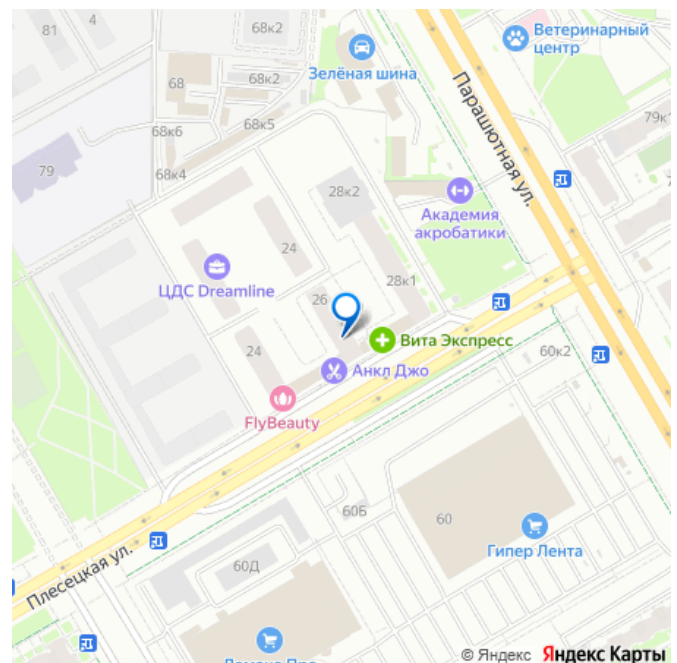 81
4
68к2
Ветеринарный
центр
Зелёная шина
68
68к2
Парашютная ул.
79к1
68к6
68к5
79
68к4
28к2
Академия
акробатики
24
ЦДС Dreamline
28к1
26
Вита Экспресс
24
60к2
Анкл Джо
FlyBeauty
60Б
60
Гипер Лента
Плесецкая ул.
60Д
© Яндекс Яндекс Карты